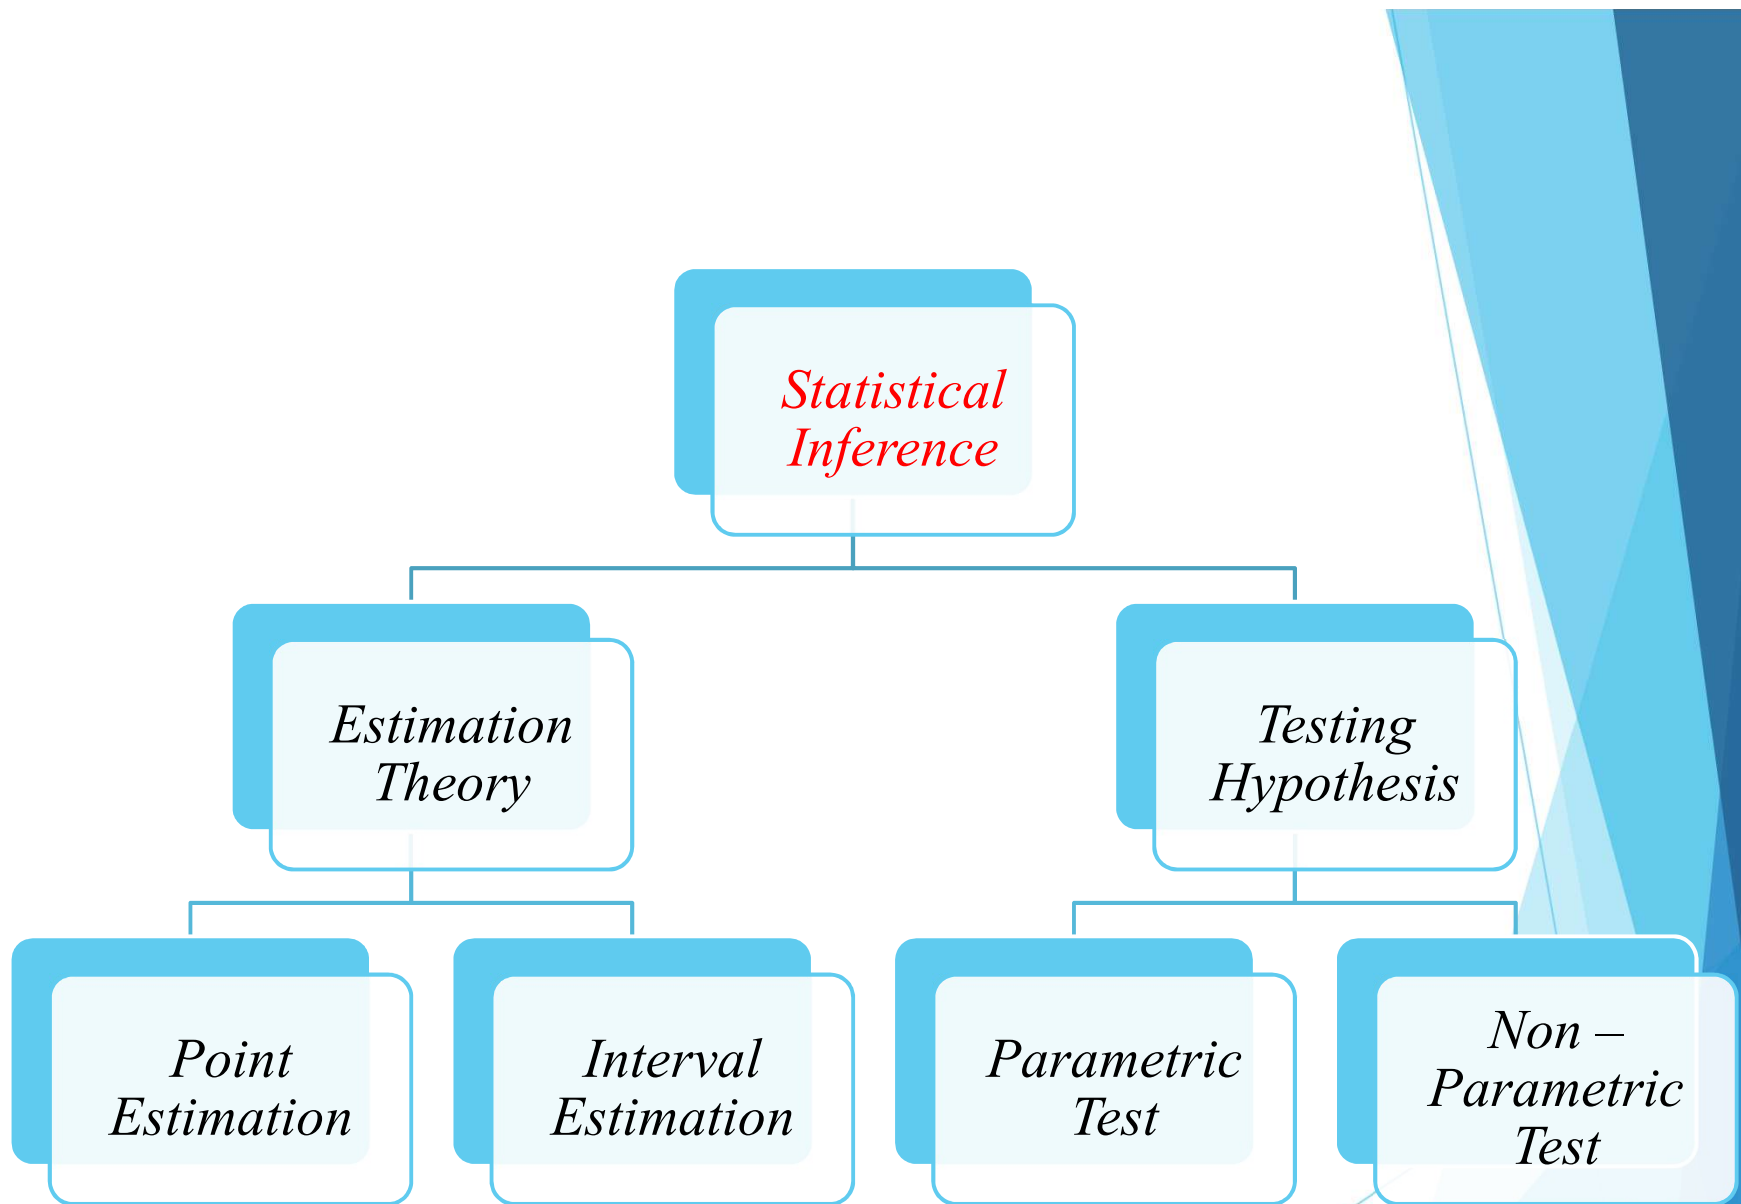 Statistical
Inference
Estimation
Theory
Testing
Hypothesis
Point
Estimation
Interval
Estimation
Parametric
Test
Non –
Parametric
Test